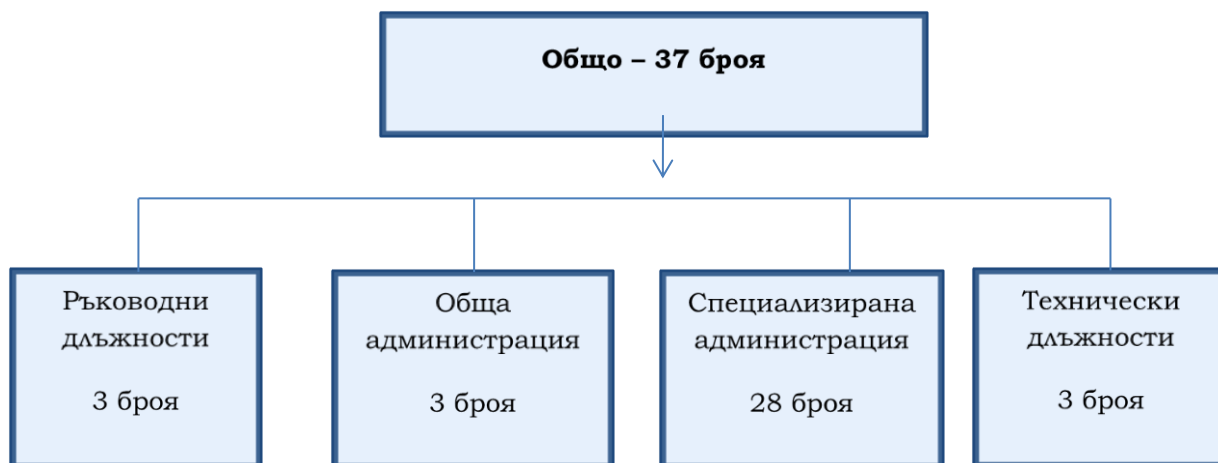 Общо – 37 броя
Ръководни
длъжности
3 броя
Обща
администрация
3 броя
Специализирана
администрация
28 броя
Технически
длъжности
3 броя